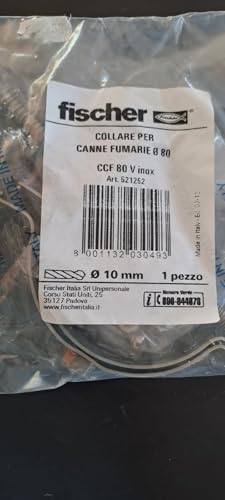 fischer
COLLARE PER
CANNE FUMARIE Ø 80
CCF 80 V inox
Art. 521252
8 001132 030493
Made in Italy
Ø 10 mm
1 pezzo
Fischer Italia Srl Unipersonale
Corso Stati Uniti, 25
35127 Padova
www.fischeritalia.it
Numero Verde
800-844078